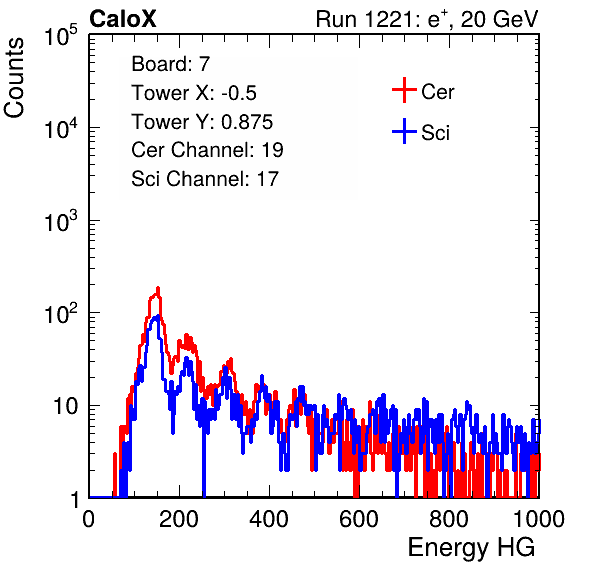 CaloX Run 1221: e⁺, 20 GeV
Counts
10⁵
10⁴
10³
10²
10
1
Board: 7
Tower X: -0.5
Tower Y: 0.875
Cer Channel: 19
Sci Channel: 17
Cer
Sci
0 200 400 600 800 1000
Energy HG